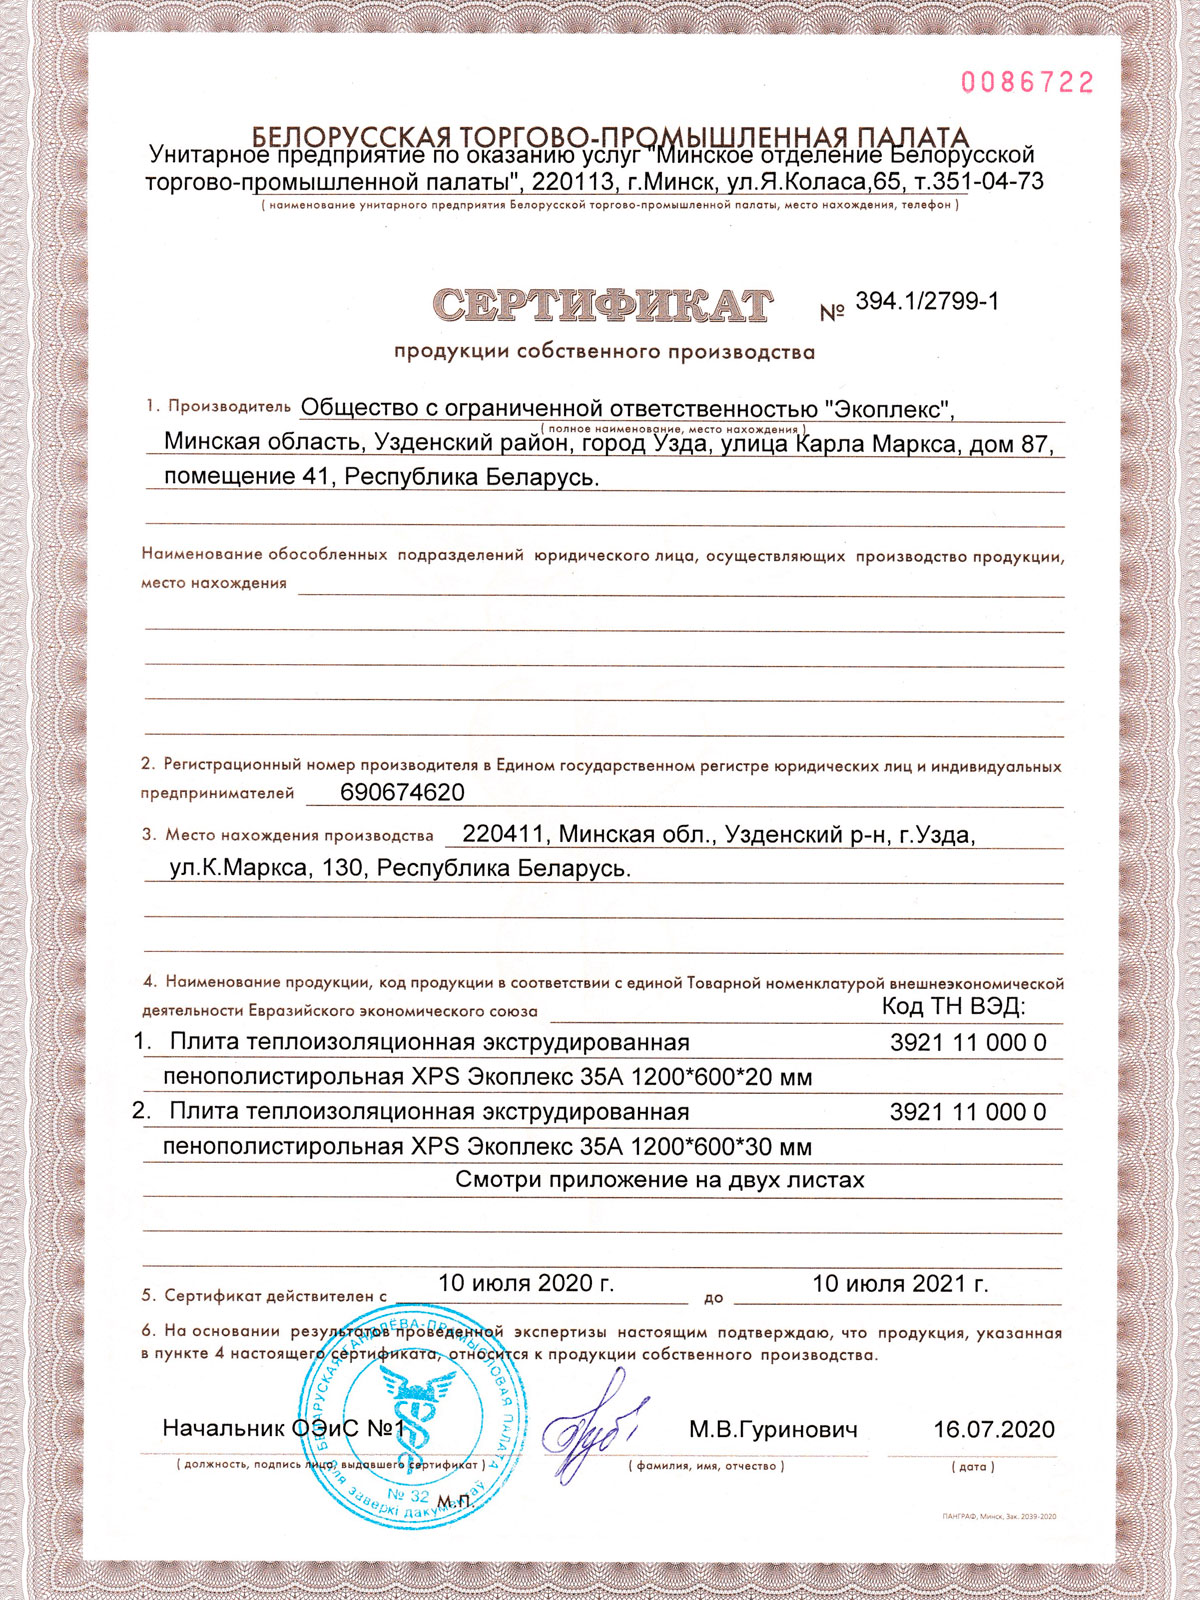 0086722
БЕЛОРУССКАЯ ТОРГОВО-ПРОМЫШЛЕННАЯ ПАЛАТА
Унитарное предприятие по оказанию услуг "Минское отделение Белорусской
торгово-промышленной палаты", 220113, г.Минск, ул.Я.Коласа,65, т.351-04-73
( наименование унитарного предприятия Белорусской торгово-промышленной палаты, место нахождения, телефон )
СЕРТИФИКАТ № 394.1/2799-1
продукции собственного производства
1. Производитель Общество с ограниченной ответственностью "Экоплекс",
( полное наименование, место нахождения )
Минская область, Узденский район, город Узда, улица Карла Маркса, дом 87,
помещение 41, Республика Беларусь.
Наименование обособленных подразделений юридического лица, осуществляющих производство продукции,
место нахождения
2. Регистрационный номер производителя в Едином государственном регистре юридических лиц и индивидуальных
предпринимателей 690674620
3. Место нахождения производства 220411, Минская обл., Узденский р-н, г.Узда,
ул.К.Маркса, 130, Республика Беларусь.
4. Наименование продукции, код продукции в соответствии с единой Товарной номенклатурой внешнеэкономической
деятельности Евразийского экономического союза Код ТН ВЭД:
1. Плита теплоизоляционная экструдированная 3921 11 000 0
пенополистирольная XPS Экоплекс 35А 1200*600*20 мм
2. Плита теплоизоляционная экструдированная 3921 11 000 0
пенополистирольная XPS Экоплекс 35А 1200*600*30 мм
Смотри приложение на двух листах
5. Сертификат действителен с 10 июля 2020 г. до 10 июля 2021 г.
6. На основании результатов проведенной экспертизы настоящим подтверждаю, что продукция, указанная
в пункте 4 настоящего сертификата, относится к продукции собственного производства.
Начальник ОЭиС №1 М.В.Гуринович 16.07.2020
( должность, подпись лица, выдавшего сертификат ) ( фамилия, имя, отчество ) ( дата )
БЕЛАРУСКАЯ ГАНДЛЁВА-ПРАМЫСЛОВАЯ ПАЛАТА
№ 32
Для заверкі дакументаў
М.П.
ПАНГРАФ, Минск, Зак. 2039-2020